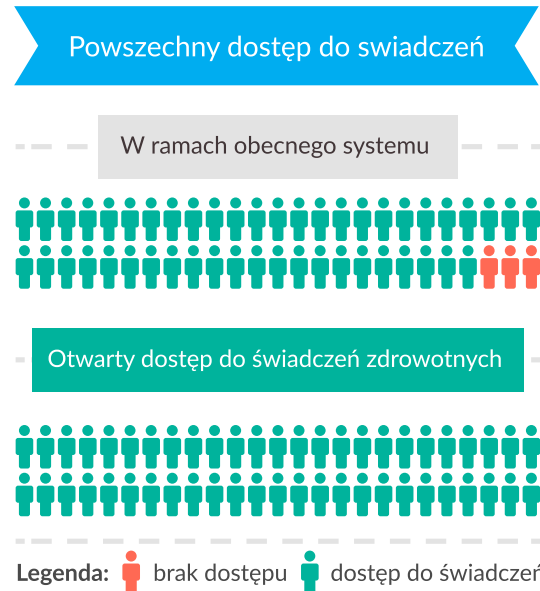 Powszechny dostęp do swiadczeń
W ramach obecnego systemu
Otwarty dostęp do świadczeń zdrowotnych
Legenda: brak dostępu dostęp do świadczeń